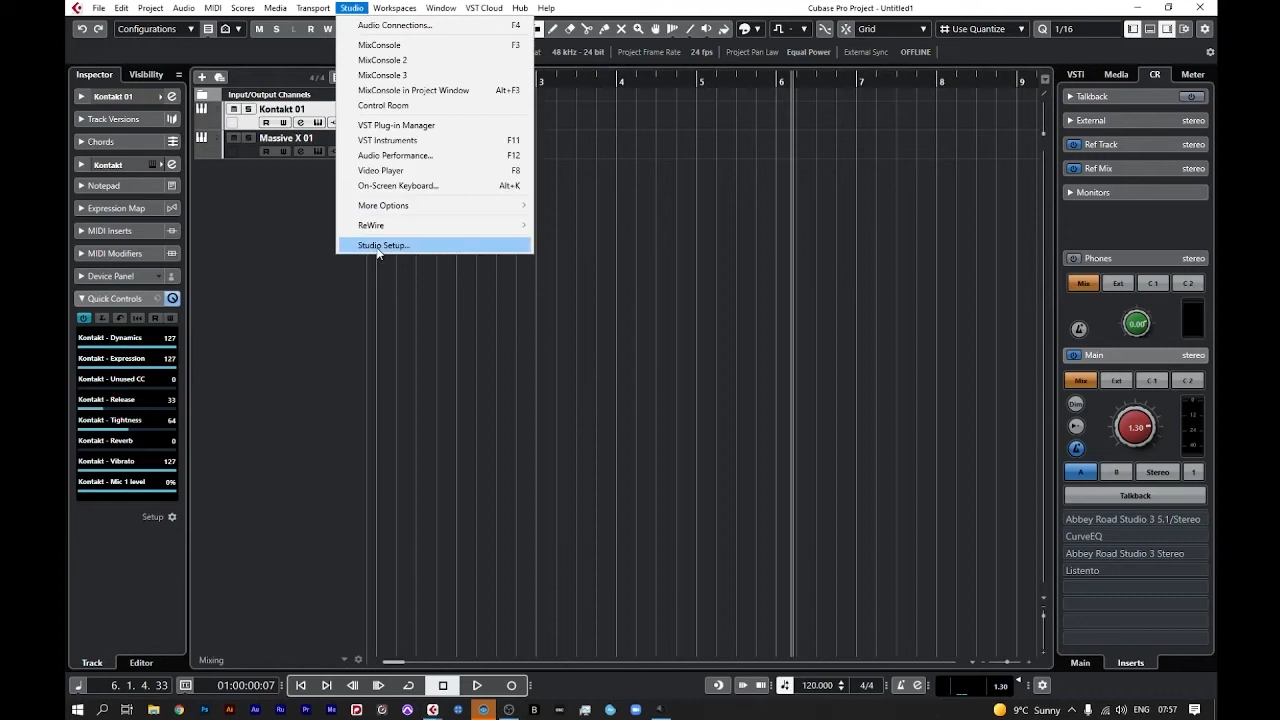 File Edit Project Audio MIDI Scores Media Transport Studio Workspaces Window VST Cloud Hub Help
Cubase Pro Project - Untitled1
Configurations
M S L R W
Grid
Use Quantize
Q 1/16
48 kHz - 24 bit Project Frame Rate 24 fps Project Pan Law Equal Power External Sync OFFLINE
Audio Connections... F4
MixConsole F3
MixConsole 2
MixConsole 3
MixConsole in Project Window Alt+F3
Control Room
VST Plug-in Manager
VST Instruments F11
Audio Performance... F12
Video Player F8
On-Screen Keyboard... Alt+K
More Options
ReWire
Studio Setup...
Inspector Visibility
Kontakt 01
Track Versions
Chords
Kontakt
Notepad
Expression Map
MIDI Inserts
MIDI Modifiers
Device Panel
Quick Controls
Kontakt - Dynamics 127
Kontakt - Expression 127
Kontakt - Unused CC 0
Kontakt - Release 33
Kontakt - Tightness 64
Kontakt - Reverb 0
Kontakt - Vibrato 127
Kontakt - Mic 1 level 0%
Setup
Track Editor
4/4
Input/Output Channels
M S Kontakt 01
R W e
Massive X 01
3 4 5 6 7 8 9
Mixing
VSTi Media CR Meter
Talkback
External
Ref Track
Ref Mix
Monitors
Phones stereo
Mix Ext C 1 C 2
0.00
Main stereo
Mix Ext C 1 C 2
Dim
1.30
0
12
24
40
A B Stereo 1
Talkback
Abbey Road Studio 3 5.1/Stereo
CurveEQ
Abbey Road Studio 3 Stereo
Listento
Main Inserts
6. 1. 4. 33
01:00:00:07
120.000
4/4
1.30
9°C Sunny
ENG 07:57